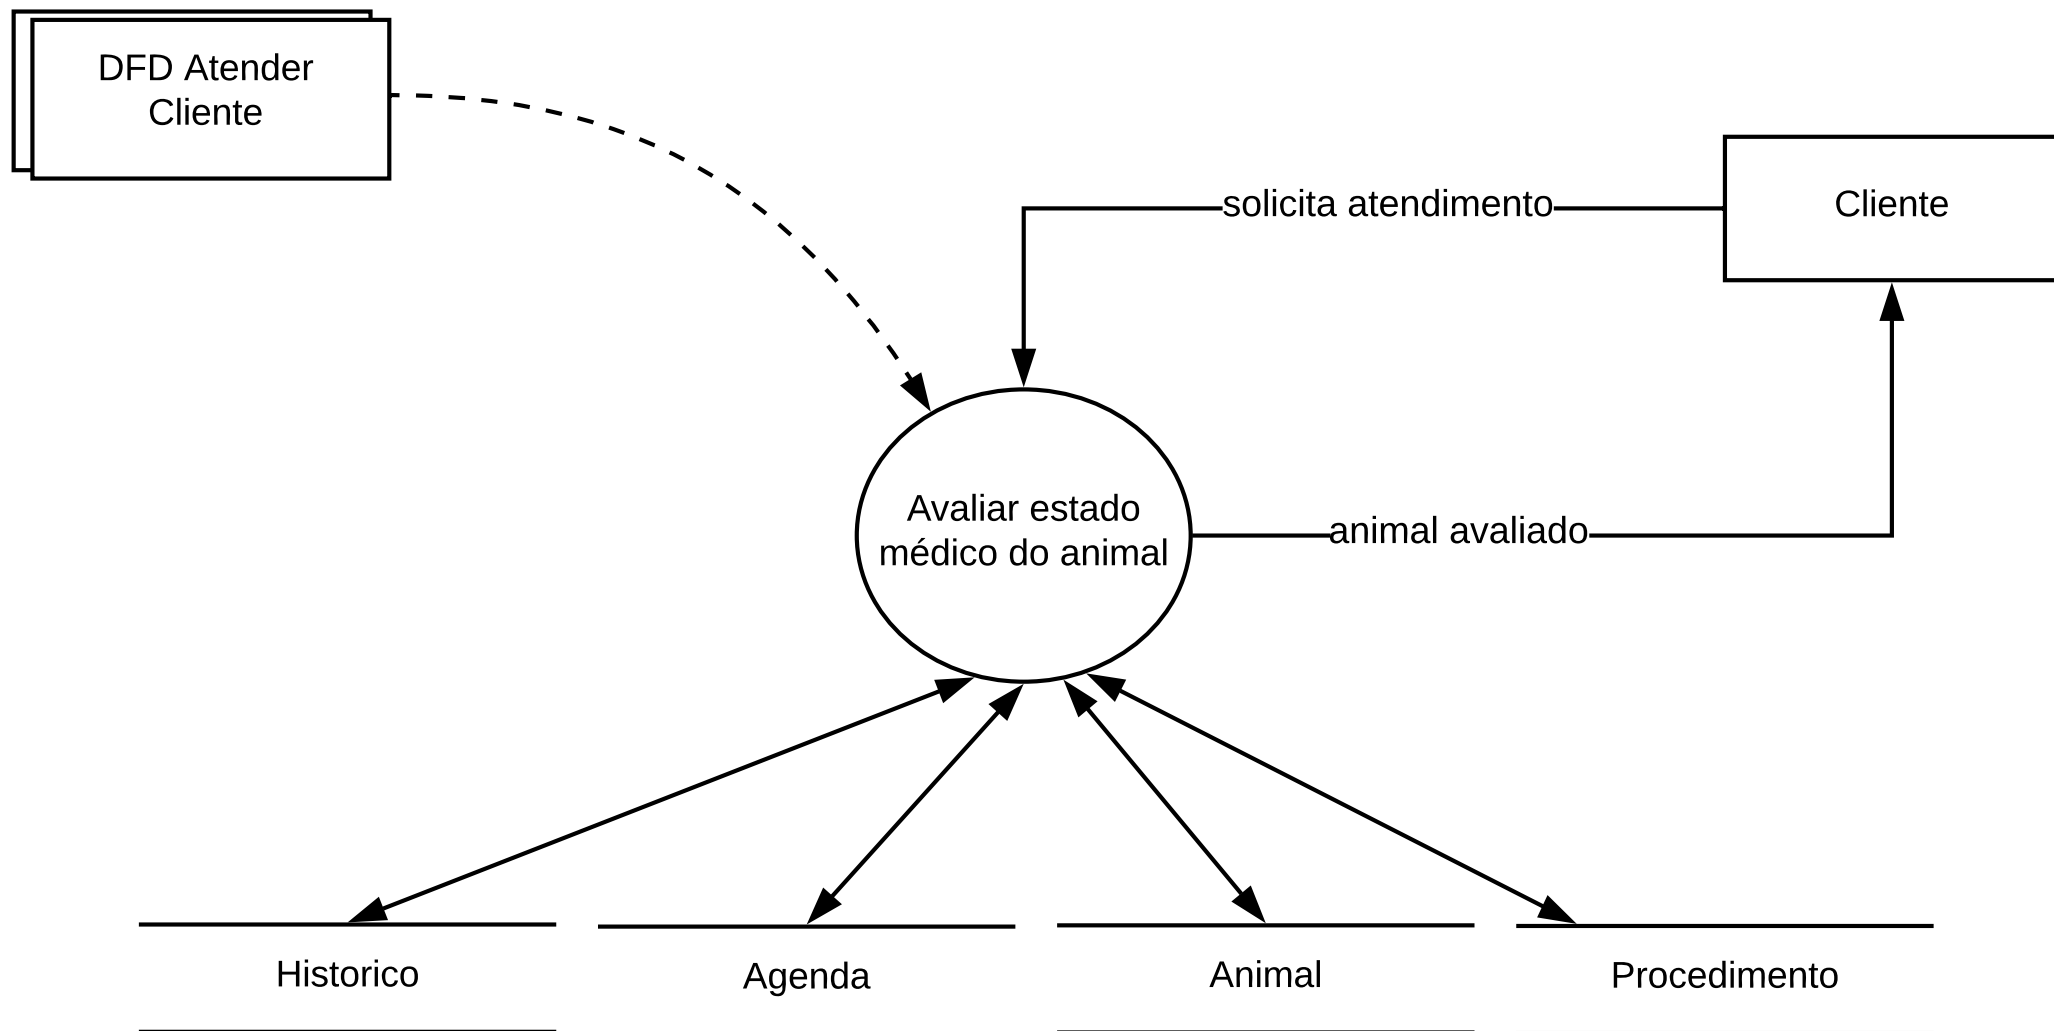 DFD Atender
Cliente
solicita atendimento
Cliente
Avaliar estado
médico do animal
animal avaliado
Historico
Agenda
Animal
Procedimento